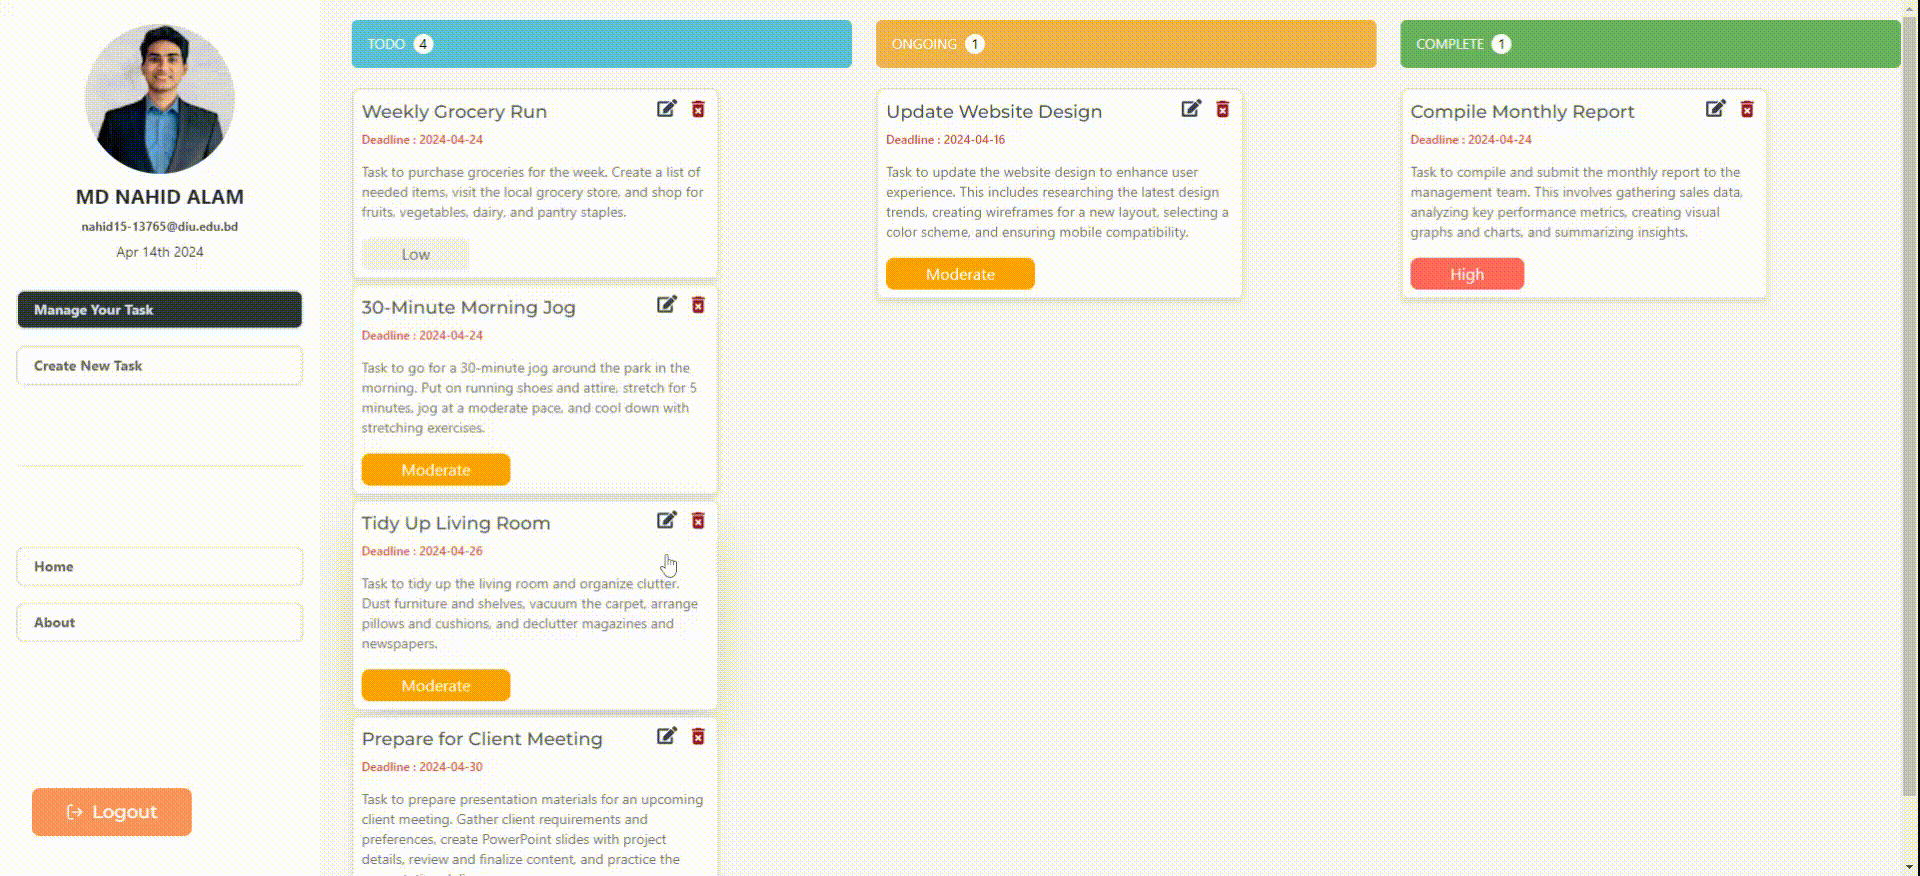 MD NAHID ALAM
nahid15-13765@diu.edu.bd
Apr 14th 2024
Manage Your Task
Create New Task
Home
About
Logout
TODO 4
Weekly Grocery Run
Deadline : 2024-04-24
Task to purchase groceries for the week. Create a list of
needed items, visit the local grocery store, and shop for
fruits, vegetables, dairy, and pantry staples.
Low
30-Minute Morning Jog
Deadline : 2024-04-24
Task to go for a 30-minute jog around the park in the
morning. Put on running shoes and attire, stretch for 5
minutes, jog at a moderate pace, and cool down with
stretching exercises.
Moderate
Tidy Up Living Room
Deadline : 2024-04-26
Task to tidy up the living room and organize clutter.
Dust furniture and shelves, vacuum the carpet, arrange
pillows and cushions, and declutter magazines and
newspapers.
Moderate
Prepare for Client Meeting
Deadline : 2024-04-30
Task to prepare presentation materials for an upcoming
client meeting. Gather client requirements and
preferences, create PowerPoint slides with project
details, review and finalize content, and practice the
ONGOING 1
Update Website Design
Deadline : 2024-04-16
Task to update the website design to enhance user
experience. This includes researching the latest design
trends, creating wireframes for a new layout, selecting a
color scheme, and ensuring mobile compatibility.
Moderate
COMPLETE 1
Compile Monthly Report
Deadline : 2024-04-24
Task to compile and submit the monthly report to the
management team. This involves gathering sales data,
analyzing key performance metrics, creating visual
graphs and charts, and summarizing insights.
High